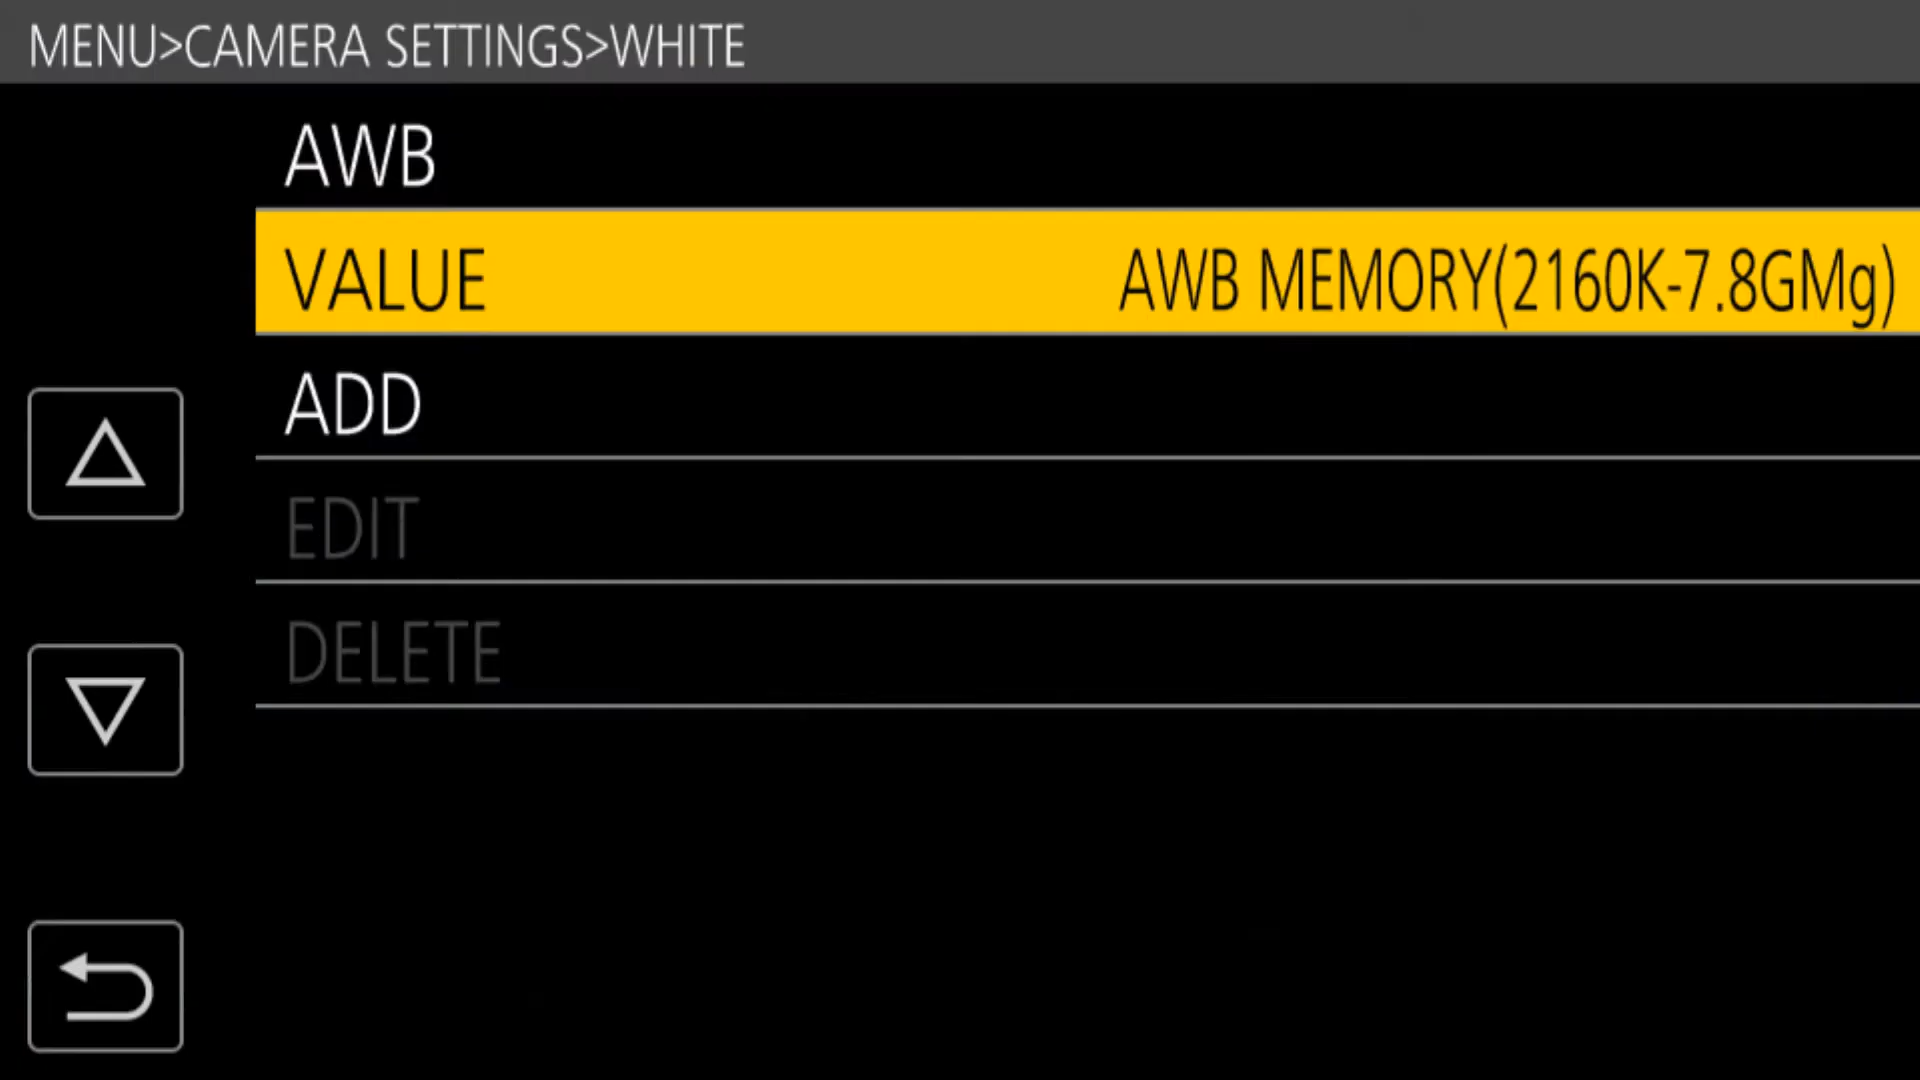 MENU>CAMERA SETTINGS>WHITE
AWB
VALUE AWB MEMORY(2160K-7.8GMg)
ADD
EDIT
DELETE